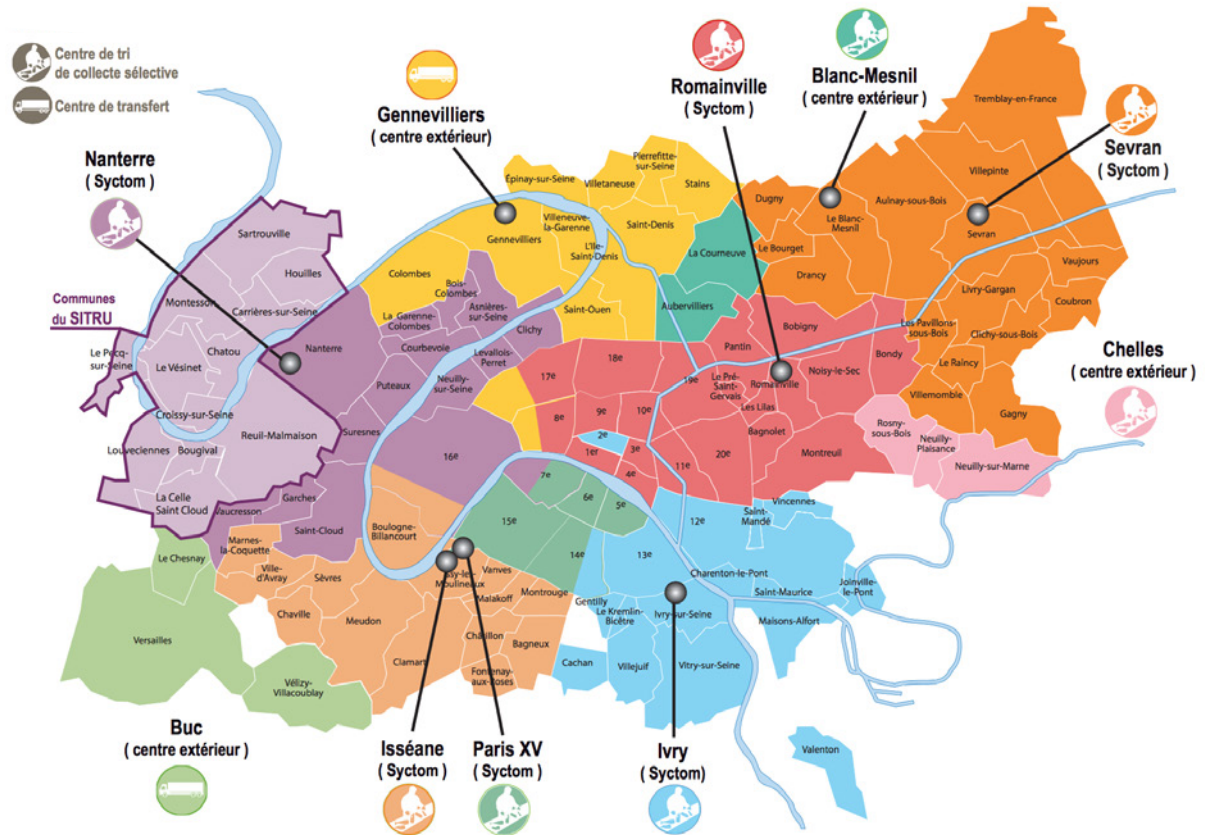 Centre de tri
de collecte sélective
Centre de transfert
Nanterre
( Syctom )
Gennevilliers
( centre extérieur)
Romainville
( Syctom )
Blanc-Mesnil
( centre extérieur)
Sevran
(Syctom )
Chelles
( centre extérieur )
Communes
du SITRU
Tremblay-en-France
Villepinte
Aulnay-sous-Bois
Sevran
Vaujours
Coubron
Livry-Gargan
Clichy-sous-Bois
Les Pavillons-
sous-Bois
Le Raincy
Villemomble
Gagny
Dugny
Le Blanc-
Mesnil
Le Bourget
Drancy
La Courneuve
Aubervilliers
Épinay-sur-Seine
Pierrefitte-
sur-Seine
Villetaneuse
Stains
Saint-Denis
Villeneuve-
la-Garenne
Gennevilliers
L'Ile-
Saint-Denis
Saint-Ouen
Colombes
Bois-
Colombes
Asnières-
sur-Seine
La Garenne-
Colombes
Clichy
Courbevoie
Levallois-
Perret
Nanterre
Puteaux
Neuilly-
sur-Seine
Suresnes
Sartrouville
Houilles
Montesson
Carrières-sur-Seine
Le Pecq-
sur-Seine
Le Vésinet
Chatou
Croissy-sur-Seine
Reuil-Malmaison
Louveciennes
Bougival
La Celle
Saint Cloud
Vaucresson
Garches
Saint-Cloud
Marnes-
la-Coquette
Ville-
d'Avray
Sèvres
Chaville
Meudon
Boulogne-
Billancourt
Issy-les-
Moulineaux
Vanves
Malakoff
Montrouge
Châtillon
Bagneux
Clamart
Fontenay-
aux-Roses
Le Chesnay
Versailles
Vélizy-
Villacoublay
17e
18e
19e
8e
9e
10e
2e
1er
3e
4e
11e
20e
16e
7e
6e
5e
15e
14e
13e
12e
Pantin
Bobigny
Bondy
Le Pré-
Saint-
Gervais
Romainville
Noisy-le-Sec
Les Lilas
Bagnolet
Montreuil
Rosny-
sous-Bois
Neuilly-
Plaisance
Neuilly-sur-Marne
Vincennes
Saint-
Mandé
Charenton-le-Pont
Saint-Maurice
Joinville-
le-Pont
Maisons-Alfort
Gentilly
Le Kremlin-
Bicêtre
Ivry-sur-Seine
Cachan
Villejuif
Vitry-sur-Seine
Valenton
Buc
( centre extérieur )
Isséane
( Syctom )
Paris XV
( Syctom )
Ivry
( Syctom)